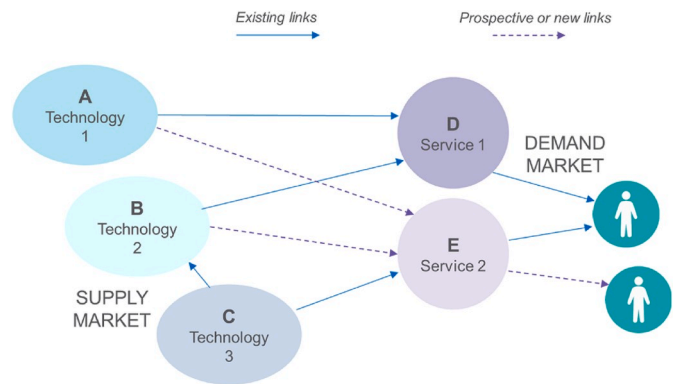 Existing links
Prospective or new links
A
Technology
1
D
Service 1
DEMAND
MARKET
B
Technology
2
E
Service 2
SUPPLY
MARKET
C
Technology
3